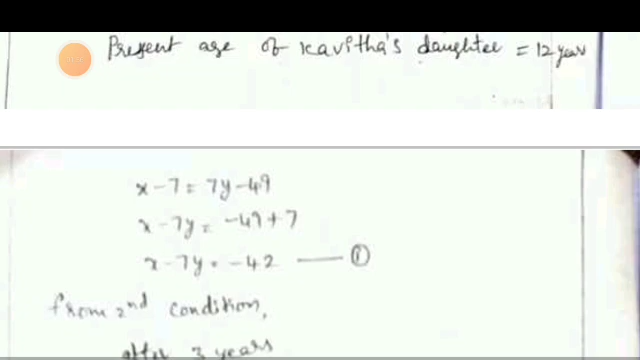 Present age of Kavitha's daughter = 12 years
x-7 = 7y-49
x-7y = -49+7
x-7y = -42 —— ①
from 2nd condition,
after 3 years